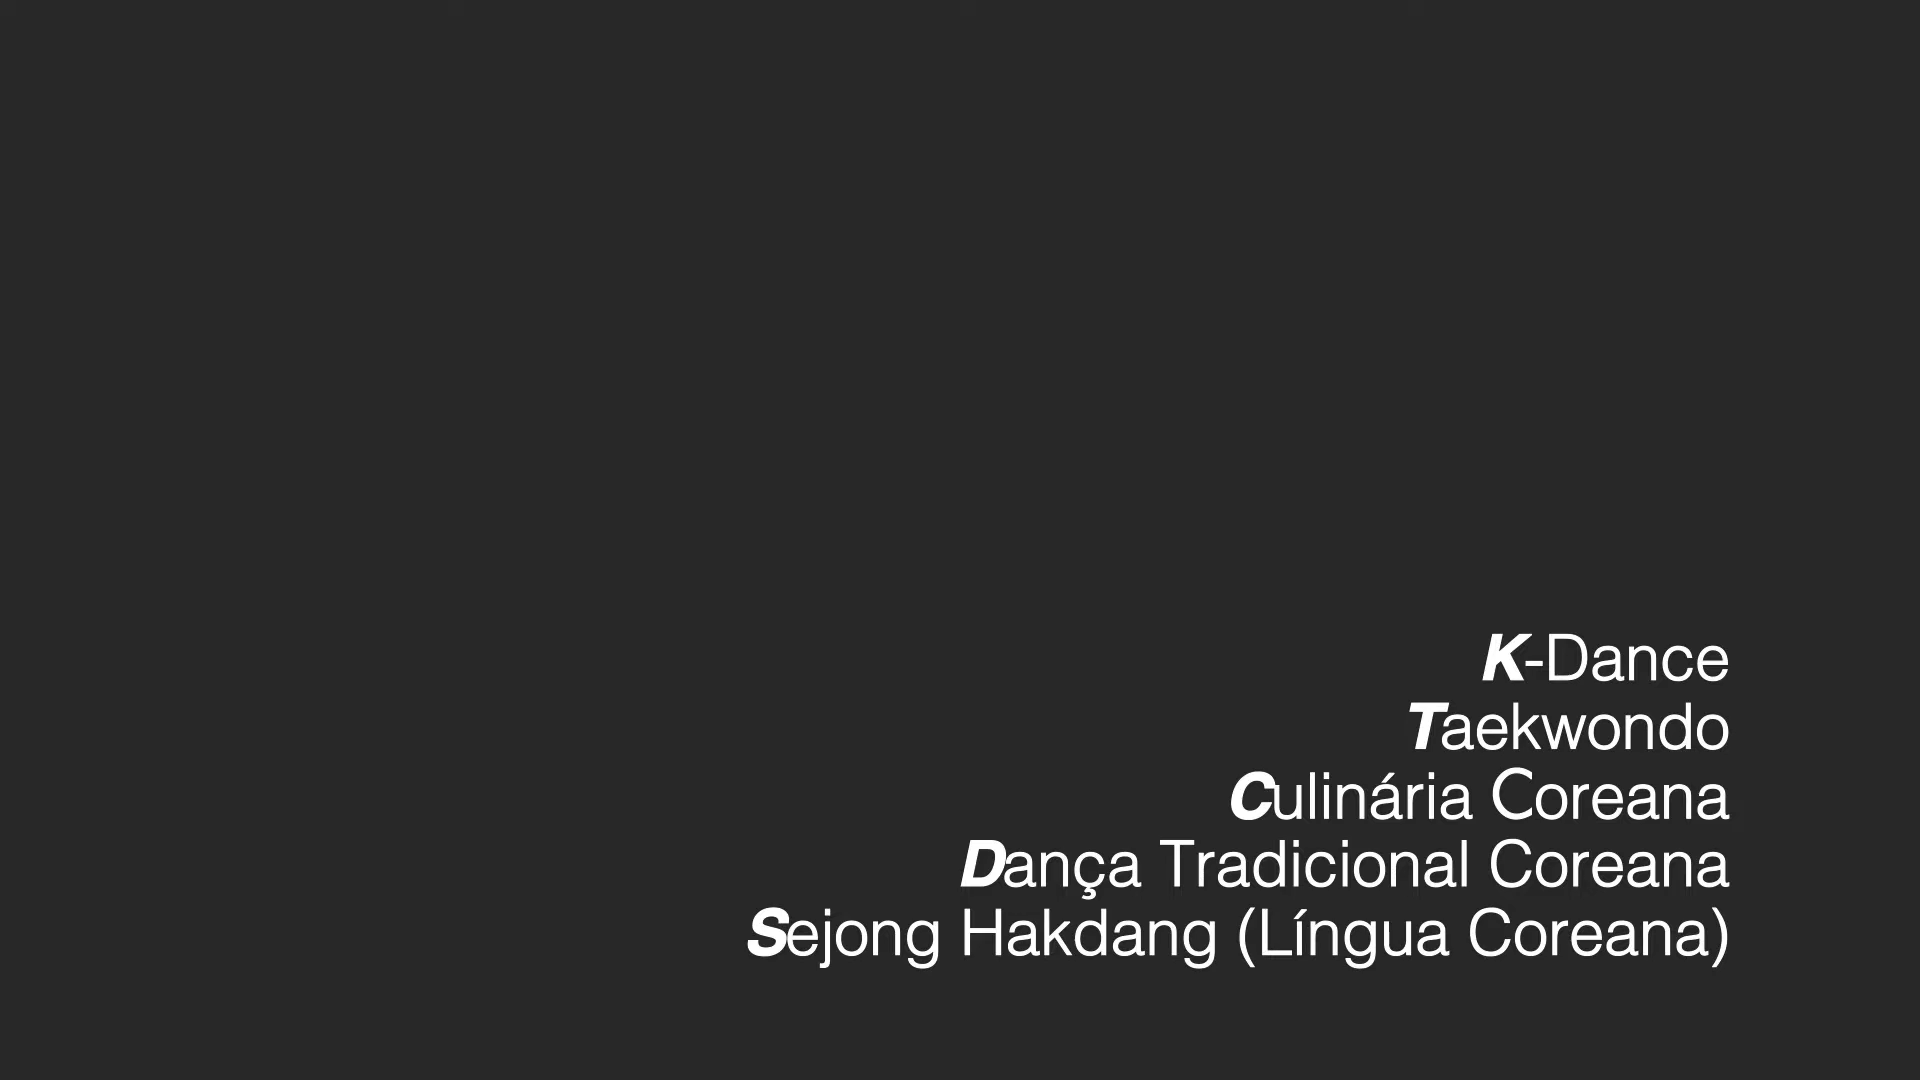 K-Dance
Taekwondo
Culinária Coreana
Dança Tradicional Coreana
Sejong Hakdang (Língua Coreana)